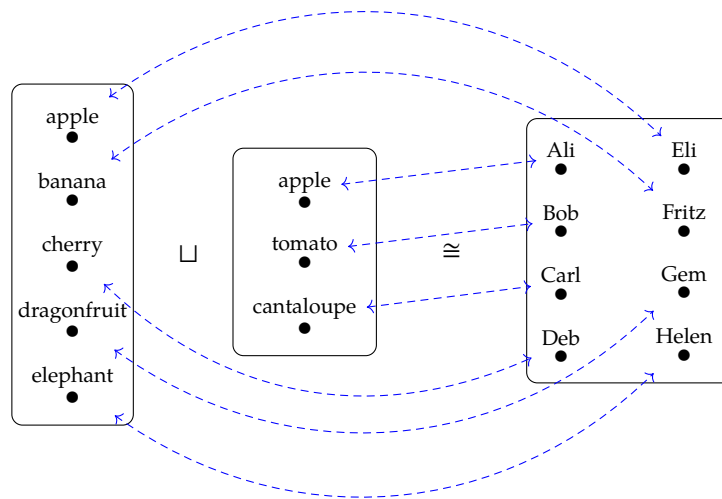 apple
banana
cherry
dragonfruit
elephant
⊔
apple
tomato
cantaloupe
≅
Ali Eli
Bob Fritz
Carl Gem
Deb Helen